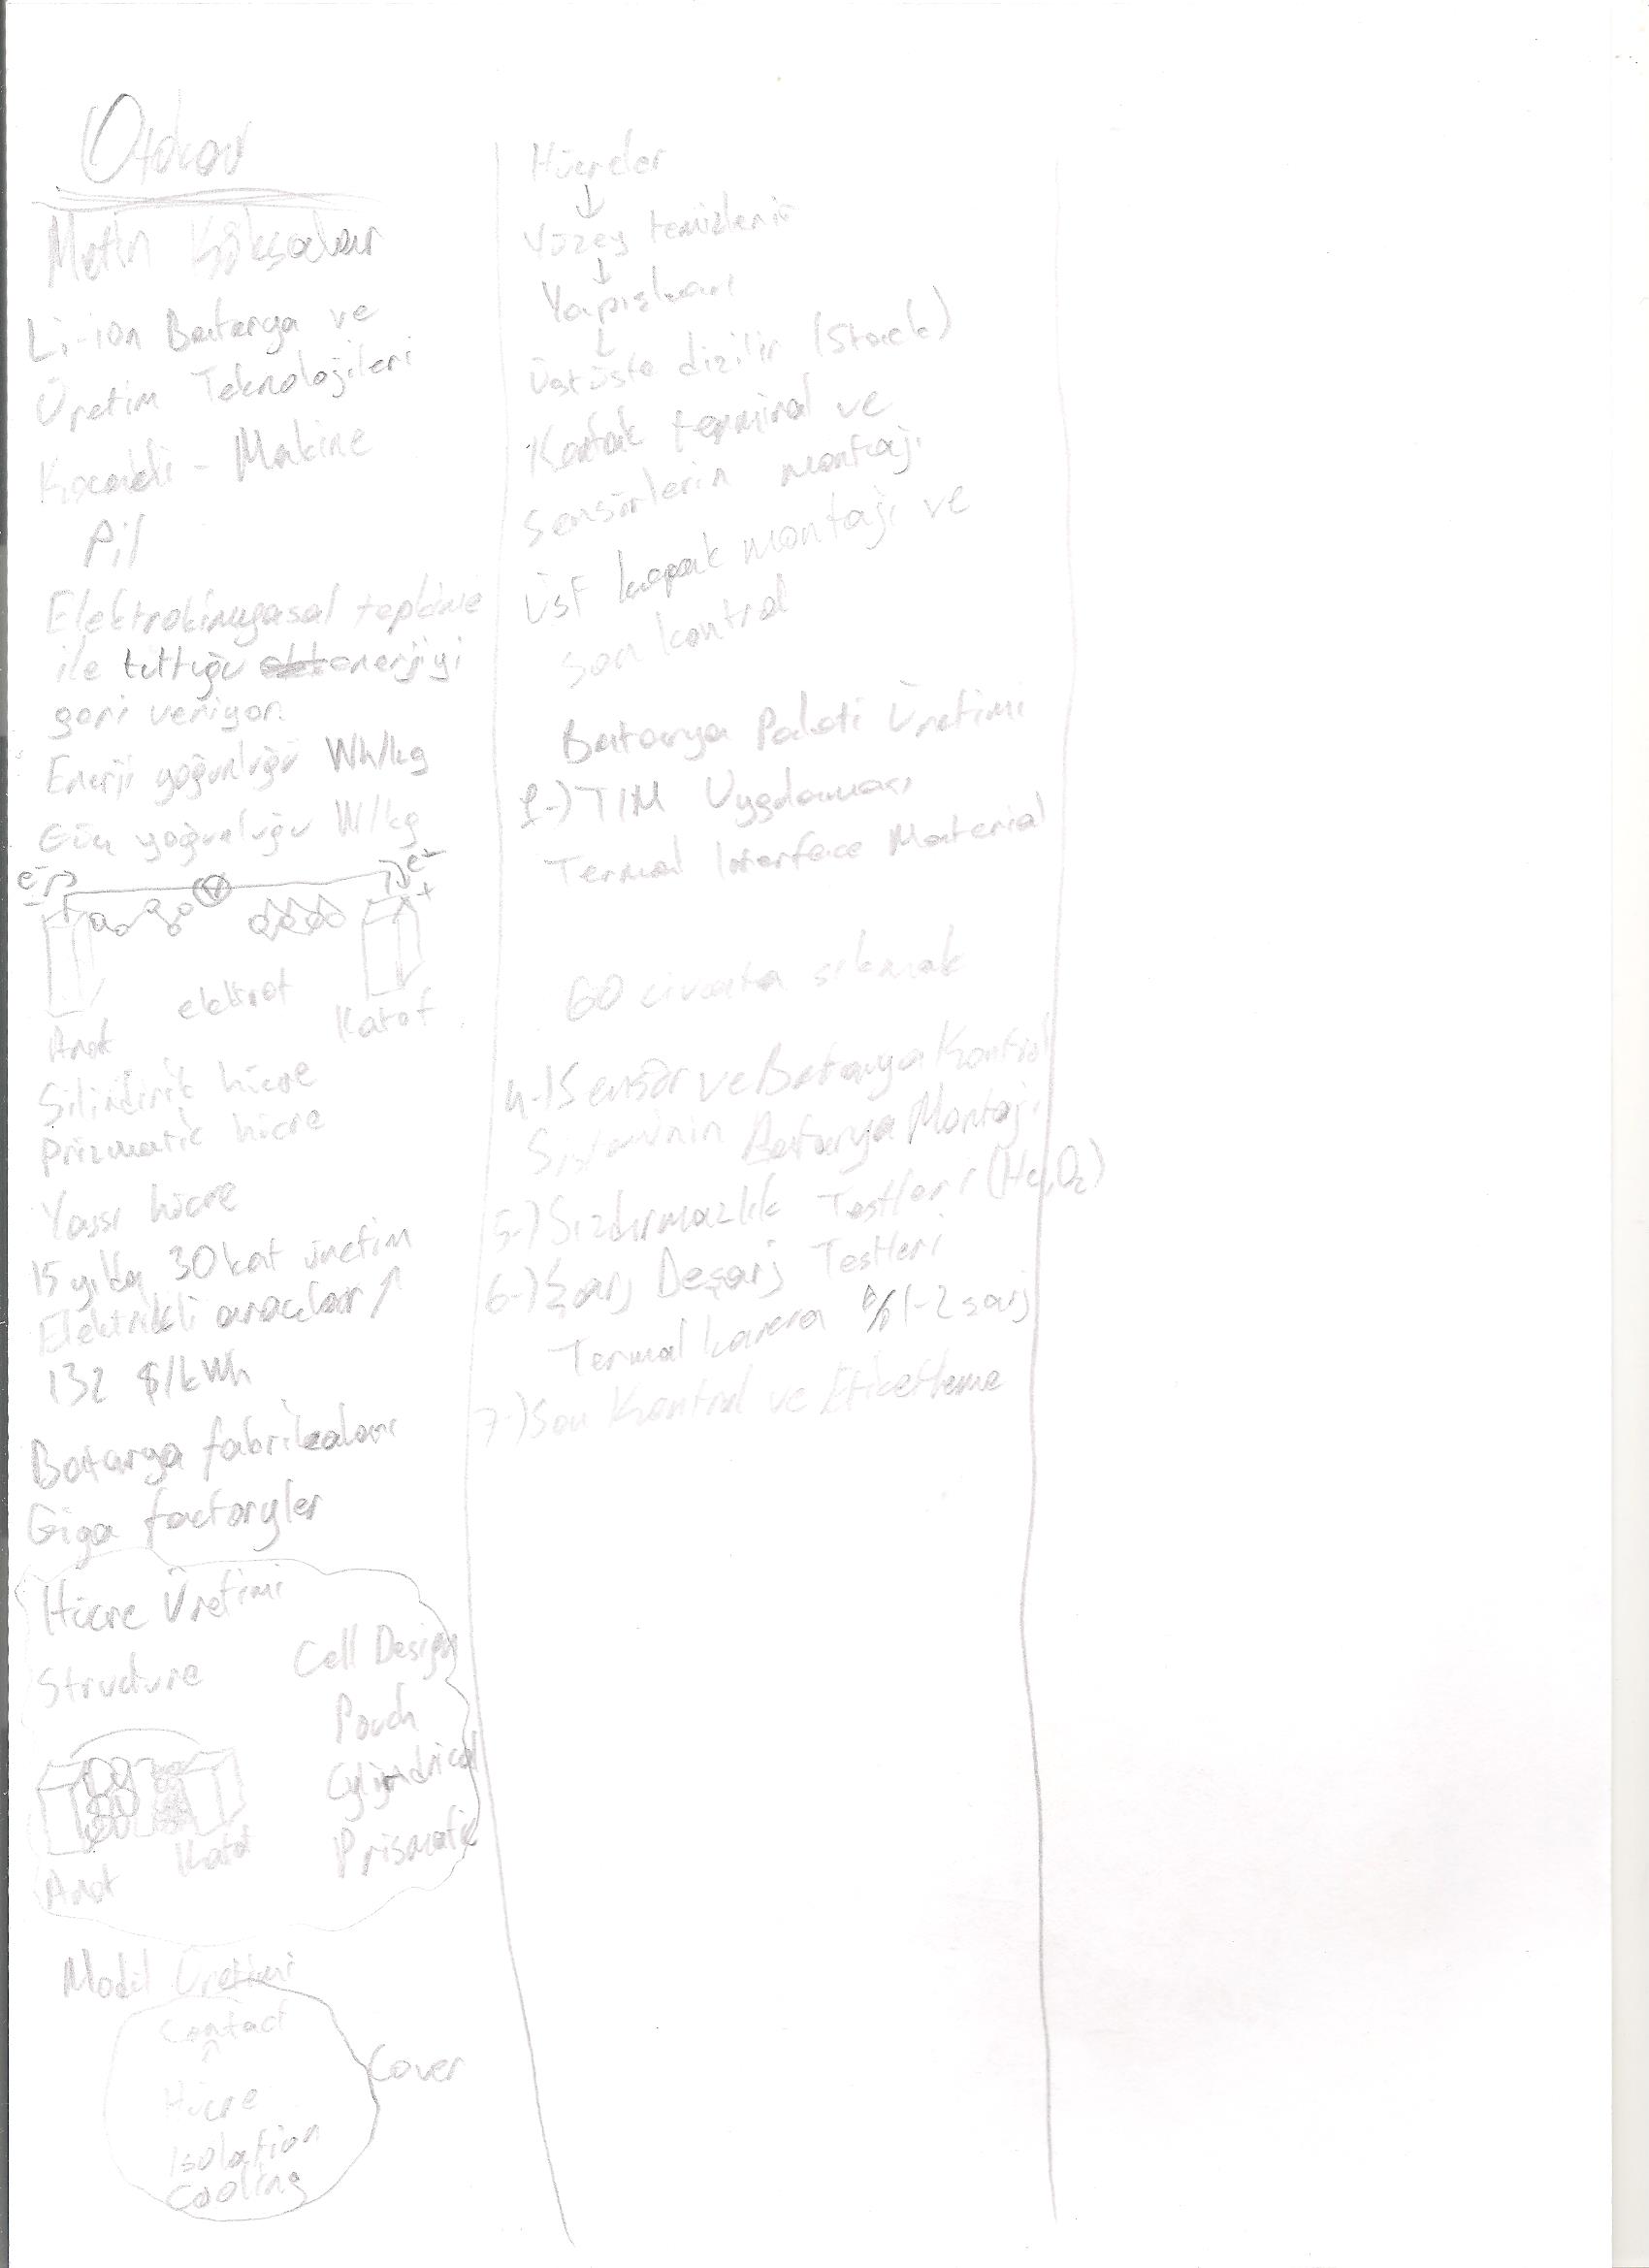 Otokar
Metin
Li-ion Batarya ve
Üretim Teknolojileri
Kocaeli - Makine
Pil
Elektrokimyasal tepkime
ile tuttuğu enerjiyi
geri veriyor.
Enerji yoğunluğu Wh/kg
Güç yoğunluğu W/kg
e⁻ e⁻
- V +
elektrot
Anot Katot
Silindirik hücre
Prizmatik hücre
Yassı hücre
15 yılda 30 kat üretim
Elektrikli araçlar ↑
132 $/kWh
Batarya fabrikaları
Giga factoryler
Hücre Üretimi
Structure
Cell Design
Pouch
Cylindrical
Prismatic
Anot Katot
Modül Üretimi
Contact
↑
Hücre
Isolation
Cooling
Cover
Hücreler
↓
Yüzey temizlenir
↓
Yapıştırıcı
↓
Üstüste dizilir (Stack)
Kontak terminal ve
Sensörlerin montajı
Üst kapak montajı ve
Son kontrol
Batarya Paketi Üretimi
1-) TIM Uygulaması
Termal Interface Material
60 civata sıkmak
4-) Sensör ve Batarya Kontrol
Sistemi'nin Batarya Montajı
5-) Sızdırmazlık Testleri (He, O₂)
6-) Şarj Deşarj Testleri
Termal kamera %1-2 şarj
7-) Son Kontrol ve Etiketleme